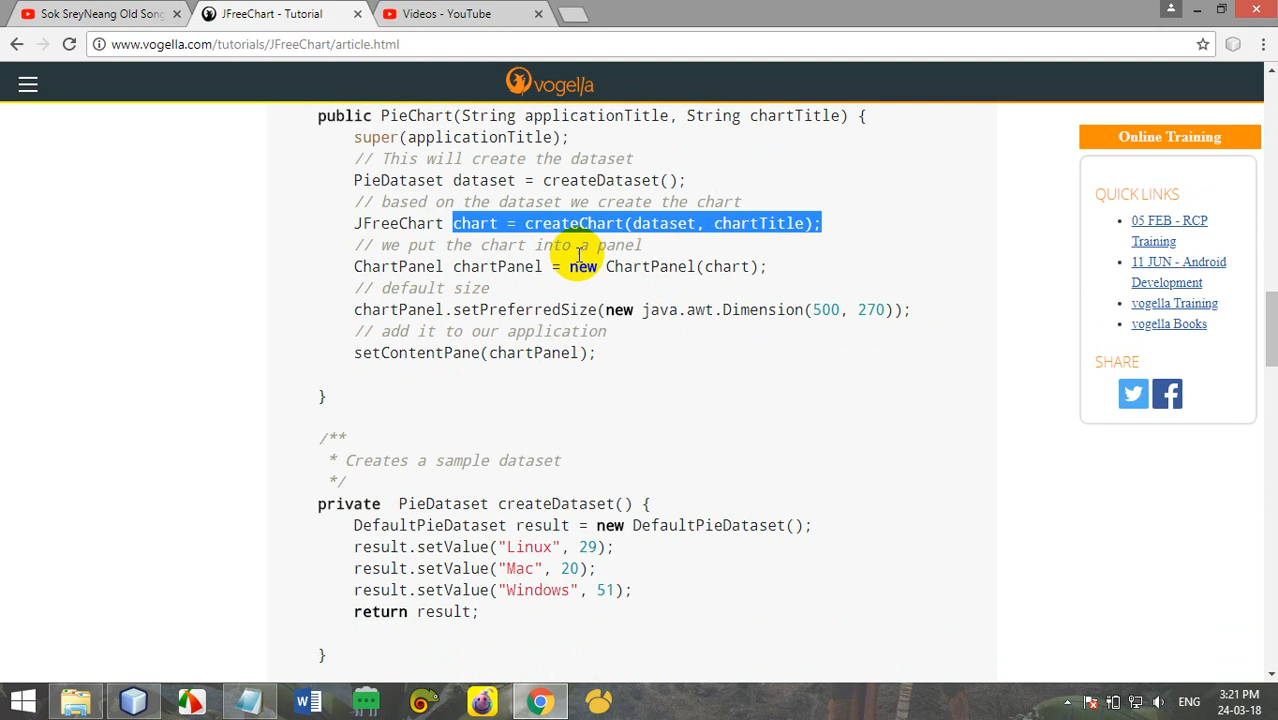 Sok SreyNeang Old Song
JFreeChart - Tutorial
Videos - YouTube
www.vogella.com/tutorials/JFreeChart/article.html
vogella
public PieChart(String applicationTitle, String chartTitle) {
super(applicationTitle);
// This will create the dataset
PieDataset dataset = createDataset();
// based on the dataset we create the chart
JFreeChart chart = createChart(dataset, chartTitle);
// we put the chart into a panel
ChartPanel chartPanel = new ChartPanel(chart);
// default size
chartPanel.setPreferredSize(new java.awt.Dimension(500, 270));
// add it to our application
setContentPane(chartPanel);
}
/**
* Creates a sample dataset
*/
private  PieDataset createDataset() {
DefaultPieDataset result = new DefaultPieDataset();
result.setValue("Linux", 29);
result.setValue("Mac", 20);
result.setValue("Windows", 51);
return result;
}
Online Training
QUICK LINKS
05 FEB - RCP
Training
11 JUN - Android
Development
vogella Training
vogella Books
SHARE
ENG
3:21 PM
24-03-18